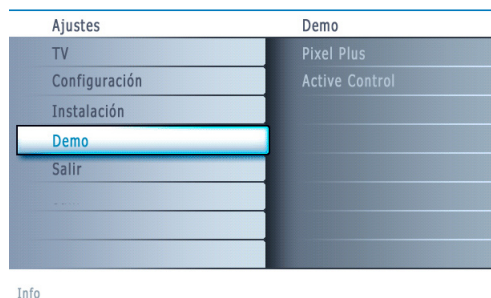 Ajustes
Demo
TV
Pixel Plus
Configuración
Active Control
Instalación
Demo
Salir
.....
Info